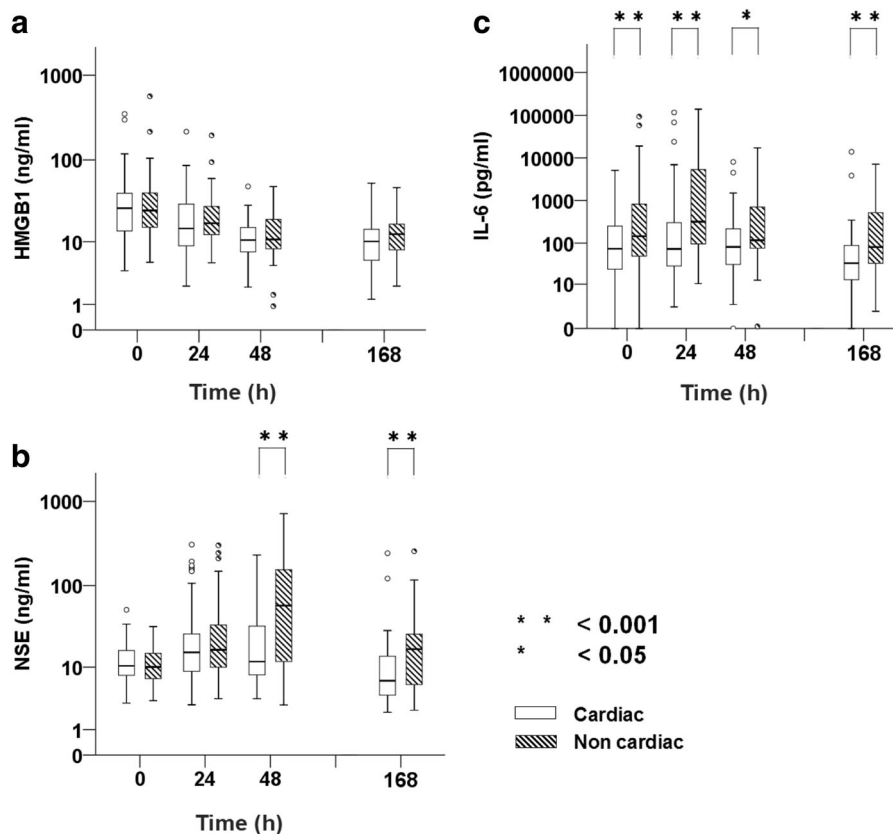 a
1000
100
10
1
0
HMGB1 (ng/ml)
0 24 48 168
Time (h)
c
* * * * * * *
1000000
100000
10000
1000
100
10
0
IL-6 (pg/ml)
0 24 48 168
Time (h)
b
* * * *
1000
100
10
1
0
NSE (ng/ml)
0 24 48 168
Time (h)
* * < 0.001
* < 0.05
Cardiac
Non cardiac